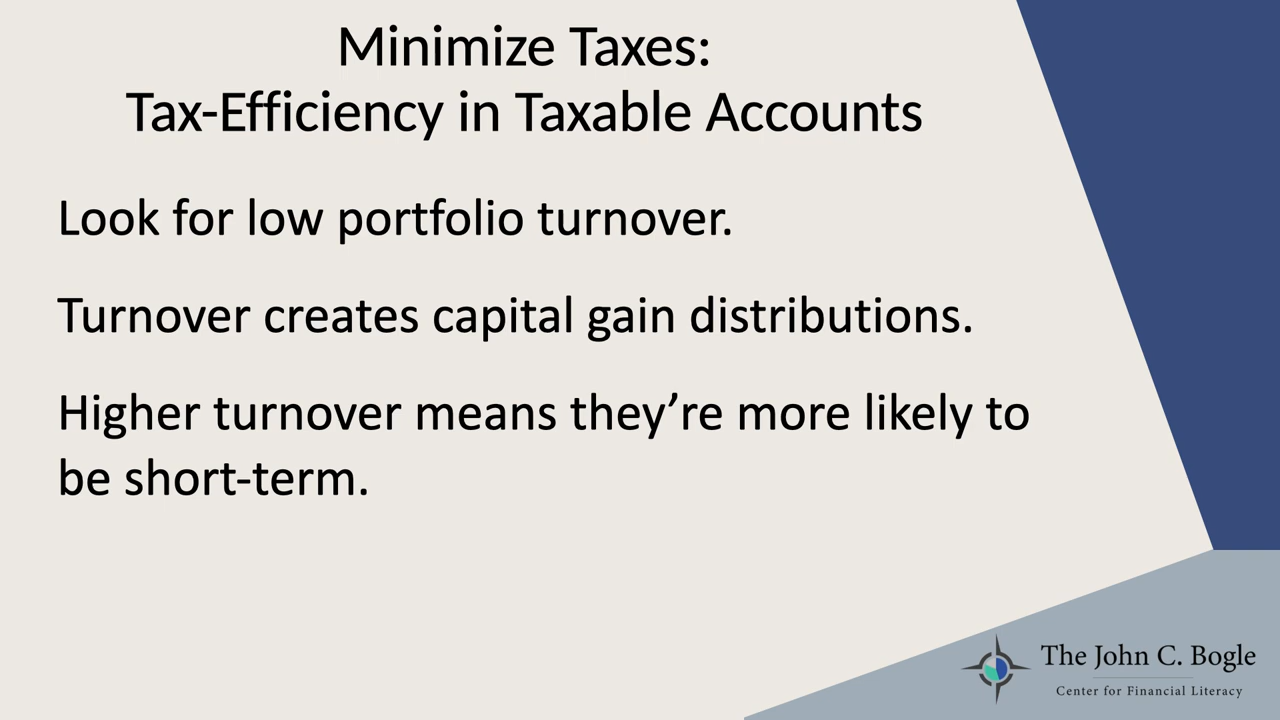 Minimize Taxes:
Tax-Efficiency in Taxable Accounts
Look for low portfolio turnover.
Turnover creates capital gain distributions.
Higher turnover means they’re more likely to
be short-term.
The John C. Bogle
Center for Financial Literacy